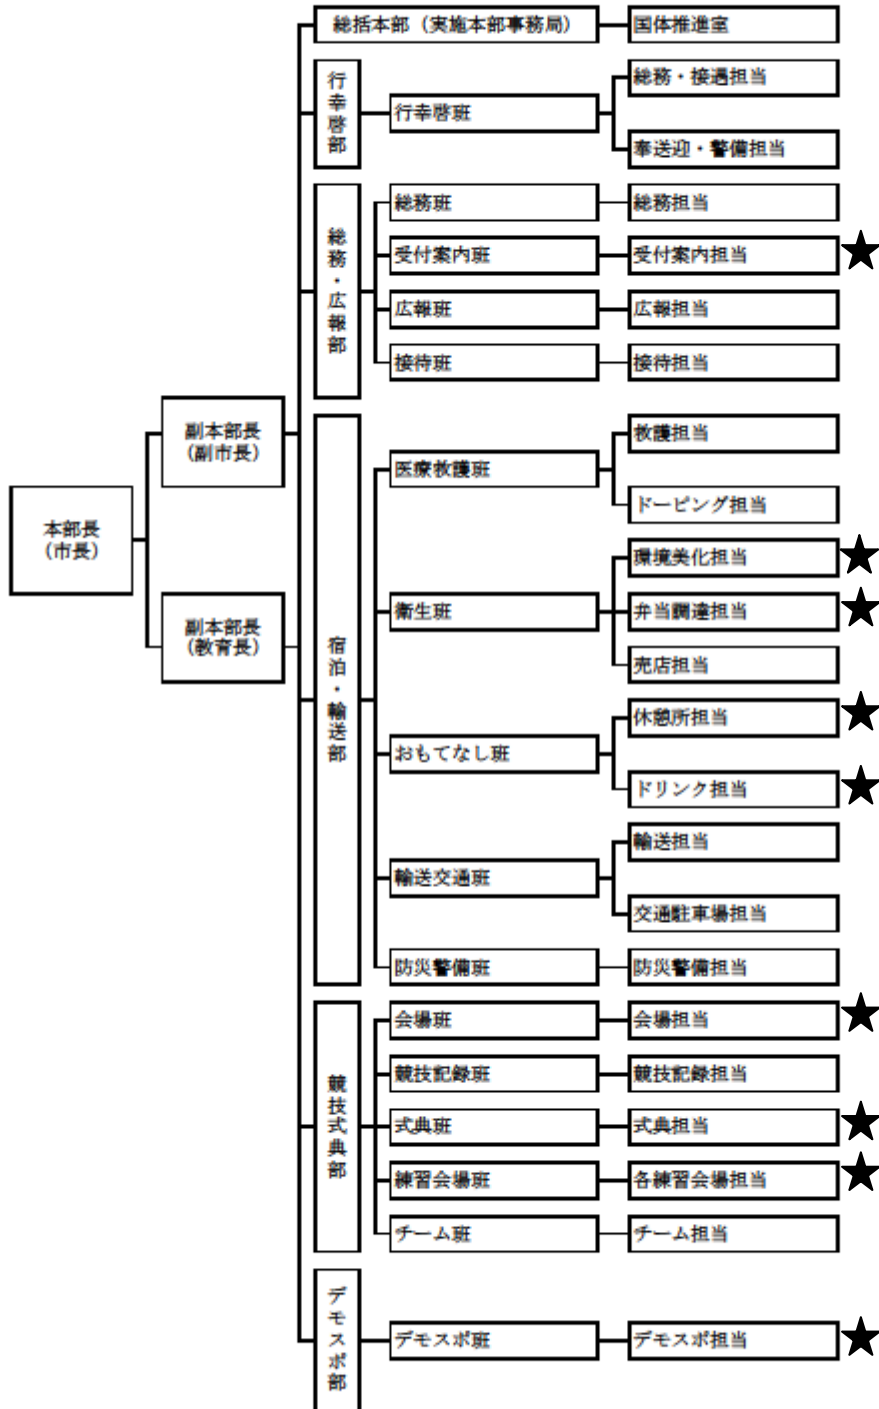 本部長
（市長）
副本部長
（副市長）
副本部長
（教育長）
総括本部（実施本部事務局）
国体推進室
行幸啓部
行幸啓班
総務・接遇担当
奉送迎・警備担当
総務・広報部
総務班
総務担当
受付案内班
受付案内担当
★
広報班
広報担当
接待班
接待担当
宿泊・輸送部
医療救護班
救護担当
ドーピング担当
衛生班
環境美化担当
★
弁当調達担当
★
売店担当
おもてなし班
休憩所担当
★
ドリンク担当
★
輸送交通班
輸送担当
交通駐車場担当
防災警備班
防災警備担当
競技式典部
会場班
会場担当
★
競技記録班
競技記録担当
式典班
式典担当
★
練習会場班
各練習会場担当
★
チーム班
チーム担当
デモスポ部
デモスポ班
デモスポ担当
★